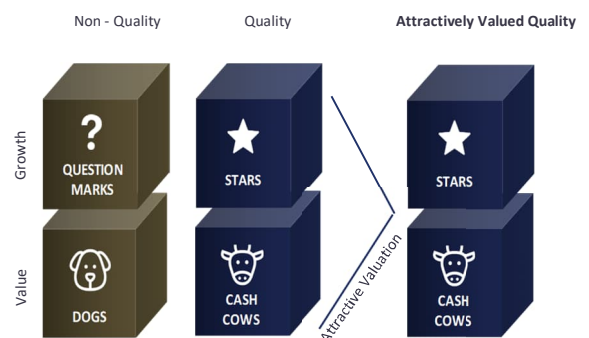 Non - Quality
Quality
Attractively Valued Quality
Growth
?
QUESTION
MARKS
STARS
STARS
Value
DOGS
CASH
COWS
Attractive Valuation
CASH
COWS